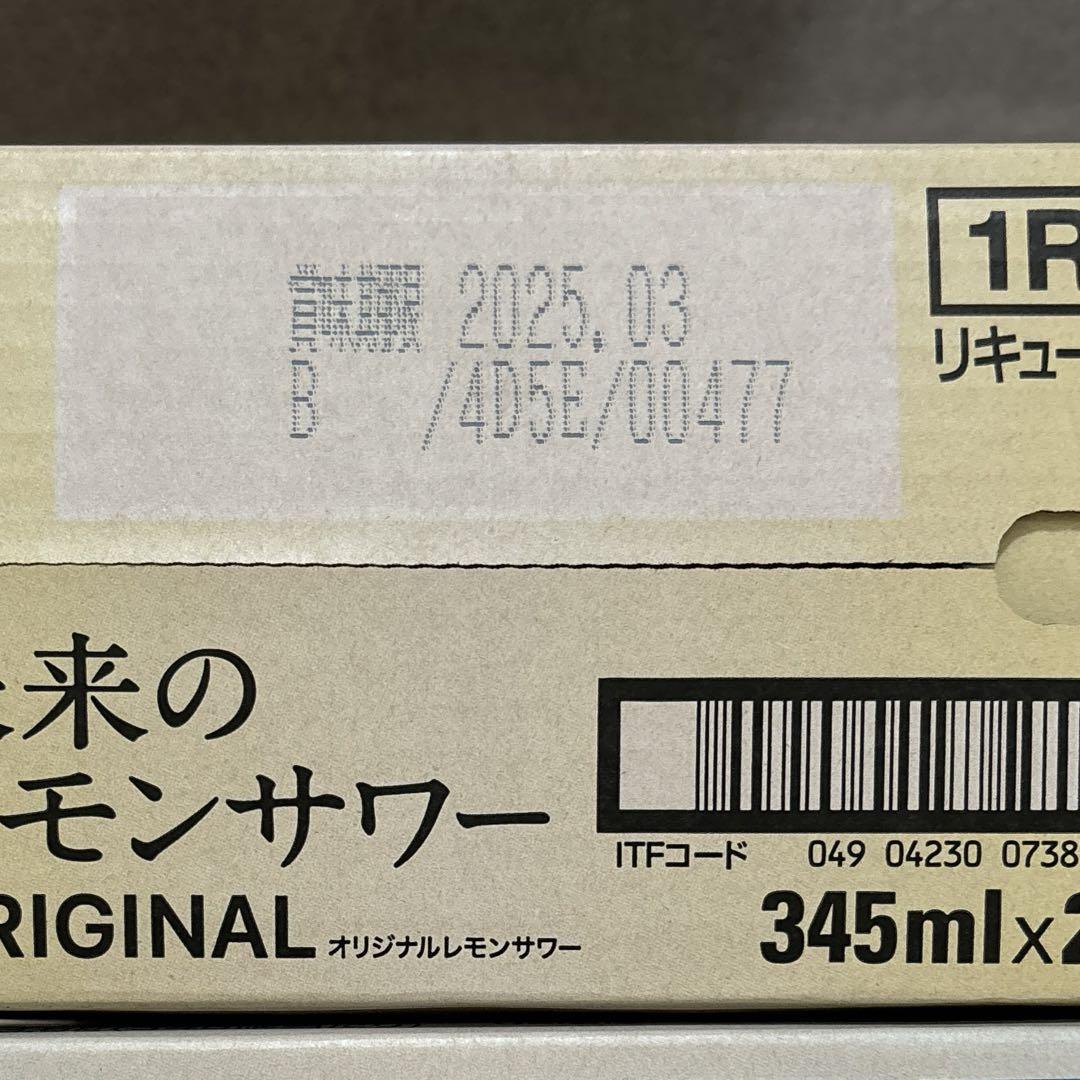 賞味期限 2025.03
B /4D5E/00477
1R
リキュー
来の
モンサワー
RIGINAL オリジナルレモンサワー
ITFコード 049 04230 0738
345ml×2